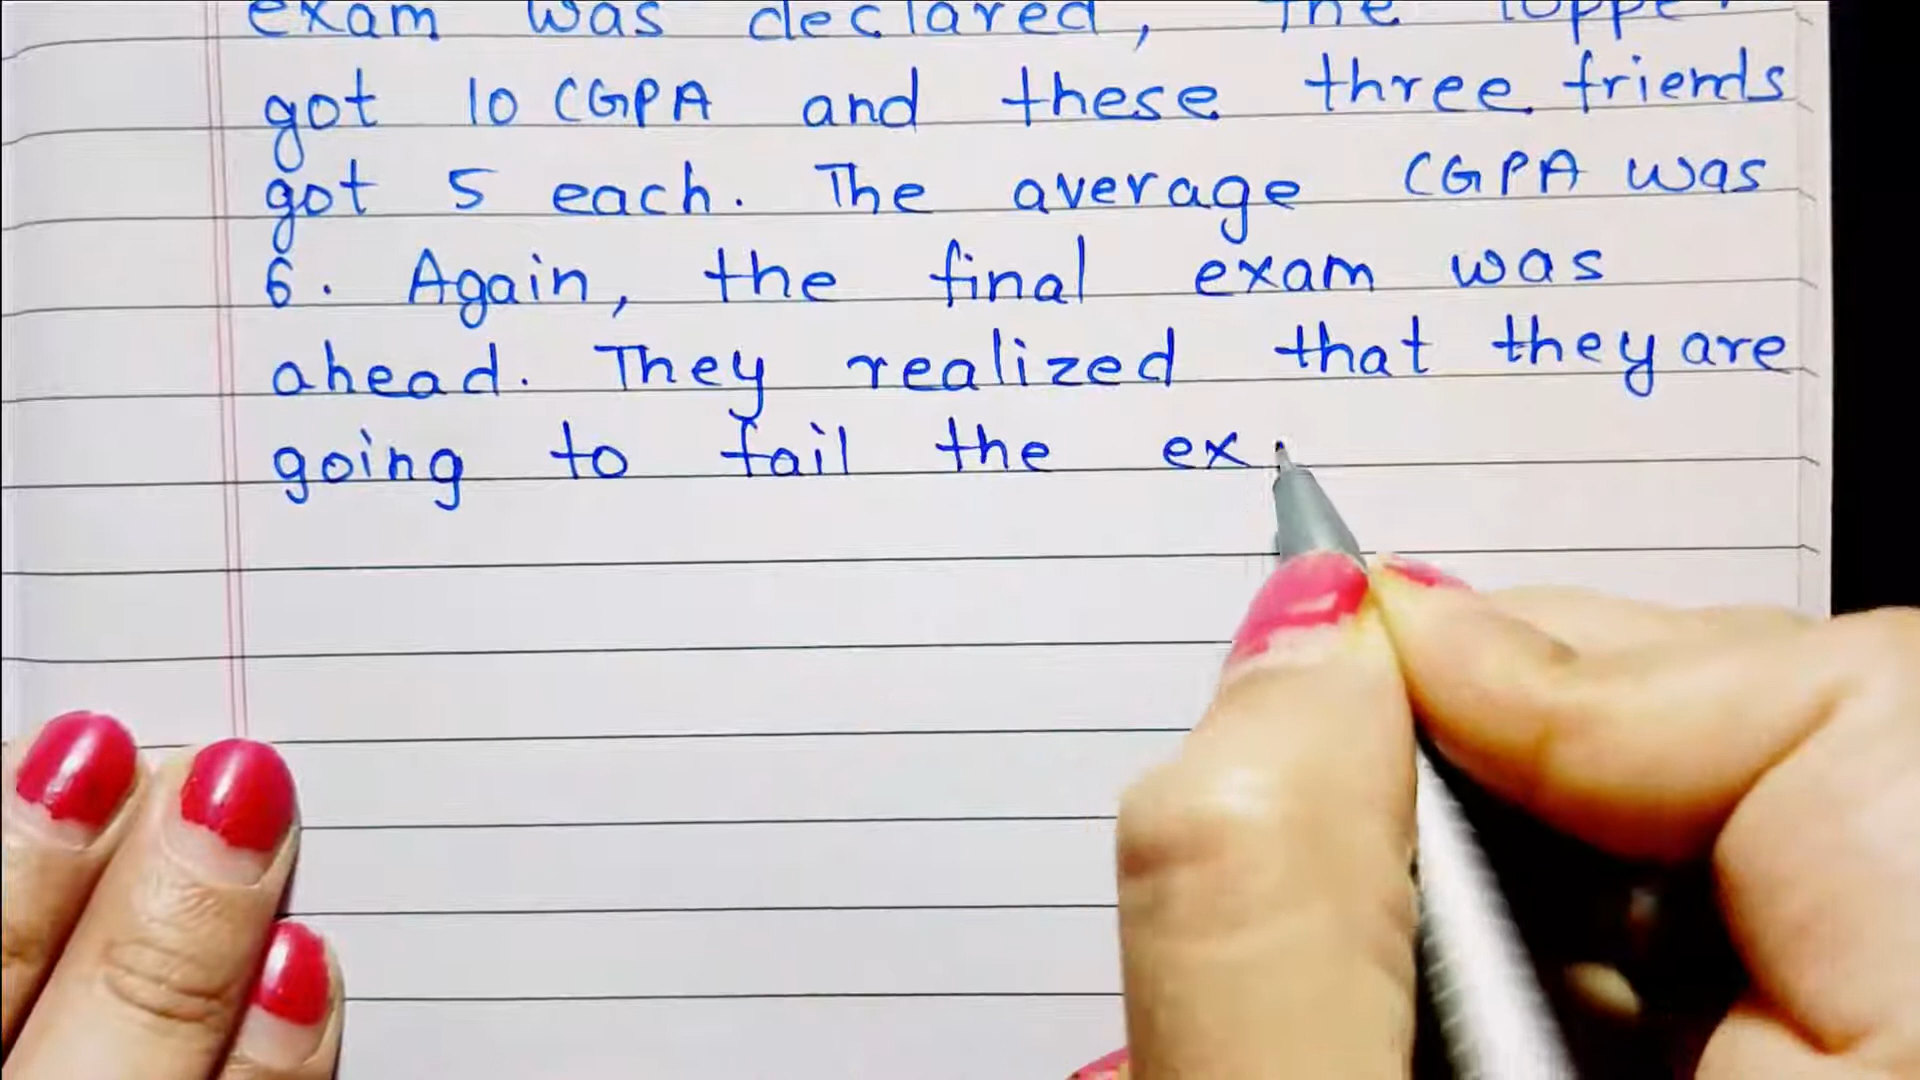 exam was declared, The topper
got 10 CGPA and these three friends
got 5 each. The average CGPA was
6. Again, the final exam was
ahead. They realized that they are
going to fail the ex